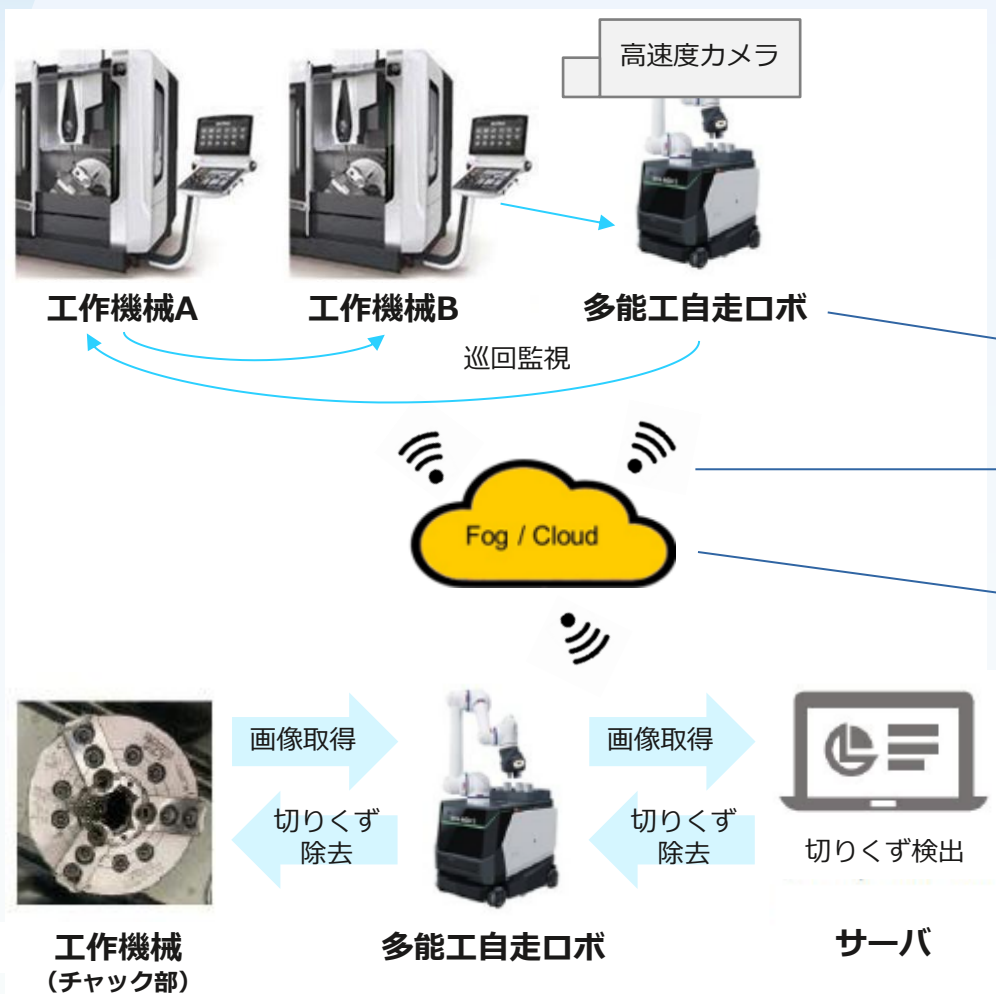 高速度カメラ
工作機械A
工作機械B
多能工自走ロボ
巡回監視
Fog / Cloud
画像取得
画像取得
切りくず
除去
切りくず
除去
切りくず検出
工作機械
（チャック部）
多能工自走ロボ
サーバ